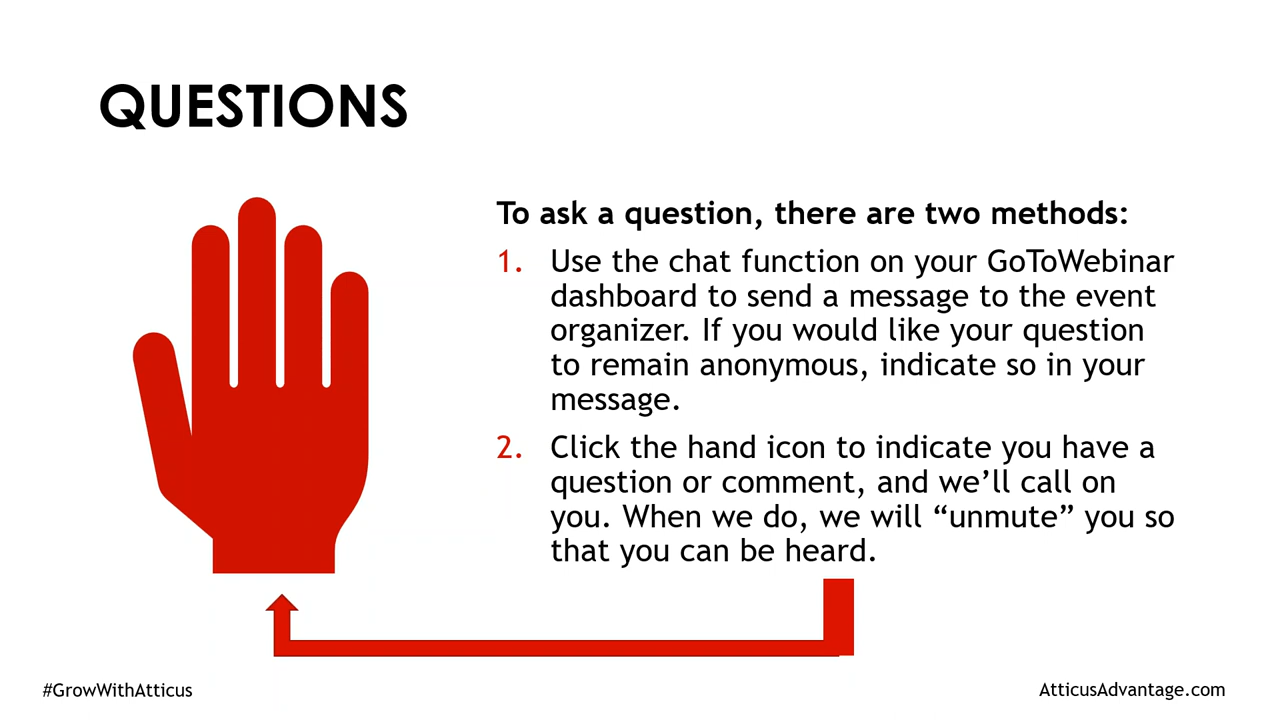 QUESTIONS
To ask a question, there are two methods:
1. Use the chat function on your GoToWebinar
dashboard to send a message to the event
organizer. If you would like your question
to remain anonymous, indicate so in your
message.
2. Click the hand icon to indicate you have a
question or comment, and we’ll call on
you. When we do, we will “unmute” you so
that you can be heard.
#GrowWithAtticus
AtticusAdvantage.com